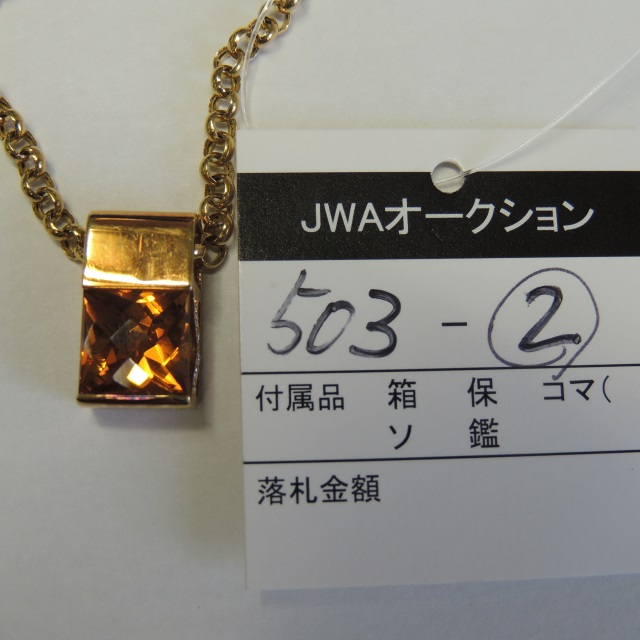 JWAオークション
503 - ②
付属品 箱 保 コマ(
ソ 鑑
落札金額